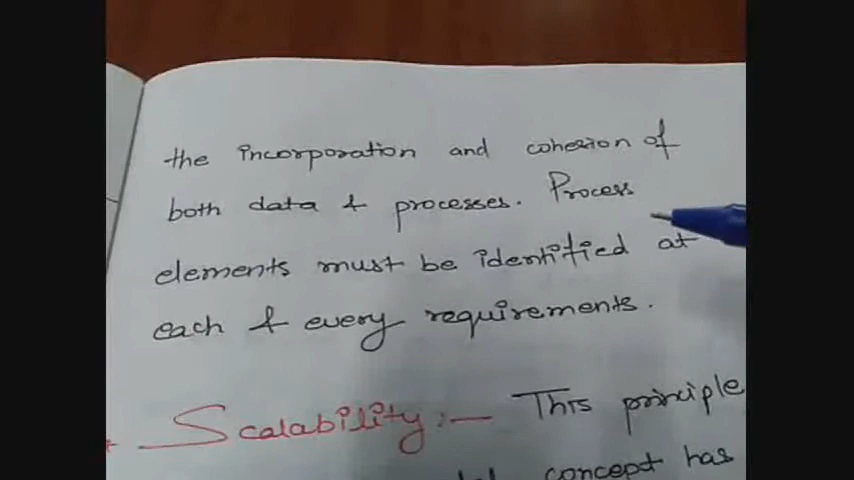 the incorporation and cohesion of
both data & processes. Process
elements must be identified at
each & every requirements.
Scalability :- This principle
concept has